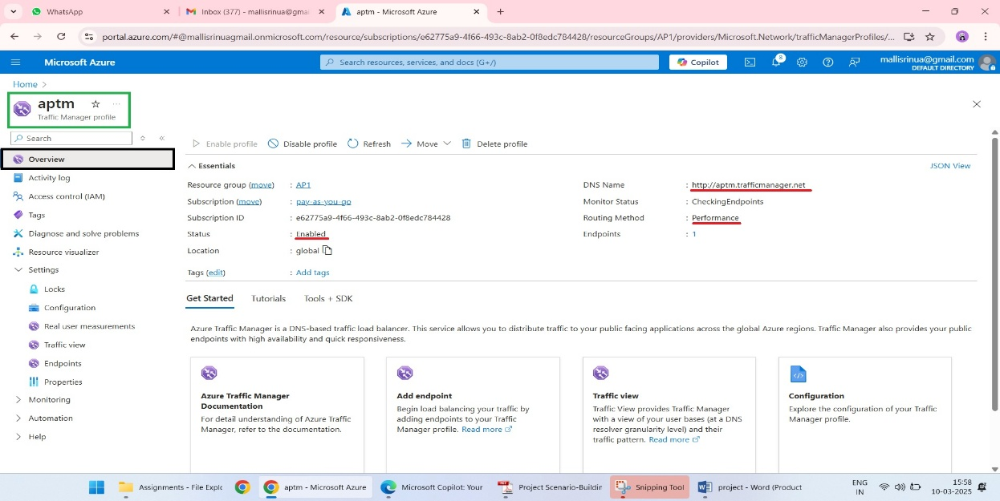 WhatsApp
Inbox (377) - mallisrinua@gmai
aptm - Microsoft Azure
portal.azure.com/#@mallisrinuagmail.onmicrosoft.com/resource/subscriptions/e62775a9-4f66-493c-8ab2-0f8edc784428/resourceGroups/AP1/providers/Microsoft.Network/trafficManagerProfiles/...
Microsoft Azure
Search resources, services, and docs (G+/)
Copilot
8
mallisrinua@gmail.com
DEFAULT DIRECTORY
Home
aptm
Traffic Manager profile
Search
Overview
Activity log
Access control (IAM)
Tags
Diagnose and solve problems
Resource visualizer
Settings
Locks
Configuration
Real user measurements
Traffic view
Endpoints
Properties
Monitoring
Automation
Help
Enable profile Disable profile Refresh Move Delete profile
Essentials
JSON View
Resource group (move) : AP1
Subscription (move) : pay-as-you-go
Subscription ID : e62775a9-4f66-493c-8ab2-0f8edc784428
Status : Enabled
Location : global
Tags (edit) : Add tags
DNS Name : http://aptm.trafficmanager.net
Monitor Status : CheckingEndpoints
Routing Method : Performance
Endpoints : 1
Get Started Tutorials Tools + SDK
Azure Traffic Manager is a DNS-based traffic load balancer. This service allows you to distribute traffic to your public facing applications across the global Azure regions. Traffic Manager also provides your public
endpoints with high availability and quick responsiveness.
Azure Traffic Manager
Documentation
For detail understanding of Azure Traffic
Manager, refer to the documentation.
Add endpoint
Begin load balancing your traffic by
adding endpoints to your Traffic
Manager profile. Read more
Traffic view
Traffic View provides Traffic Manager
with a view of your user bases (at a DNS
resolver granularity level) and their
traffic pattern. Read more
Configuration
Explore the configuration of your Traffic
Manager profile.
Assignments - File Explo
aptm - Microsoft Azure
Microsoft Copilot: Your
Project Scenario-Buildin
Snipping Tool
project - Word (Product
ENG
IN
15:58
10-03-2025